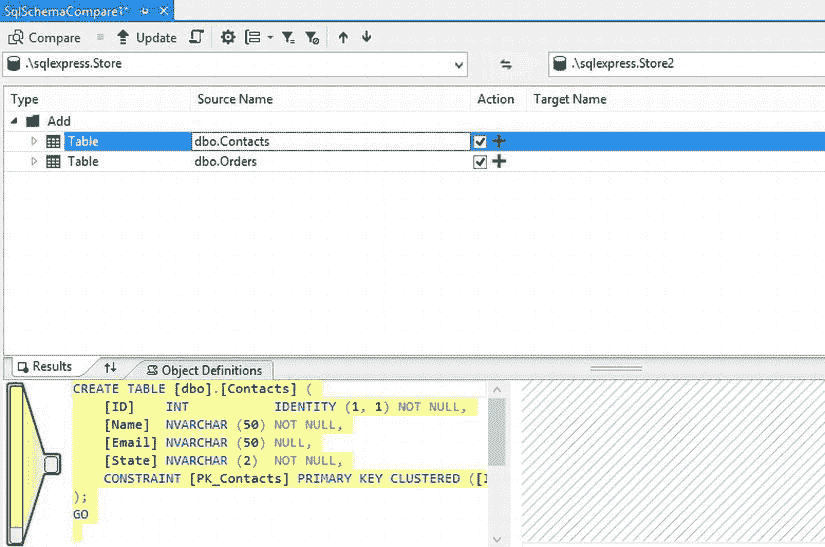 SqlSchemaCompare1*
Compare Update
.\sqlexpress.Store .\sqlexpress.Store2
Type Source Name Action Target Name
Add
Table dbo.Contacts
Table dbo.Orders
Results Object Definitions
CREATE TABLE [dbo].[Contacts] (
[ID] INT IDENTITY (1, 1) NOT NULL,
[Name] NVARCHAR (50) NOT NULL,
[Email] NVARCHAR (50) NULL,
[State] NVARCHAR (2) NOT NULL,
CONSTRAINT [PK_Contacts] PRIMARY KEY CLUSTERED ([
);
GO